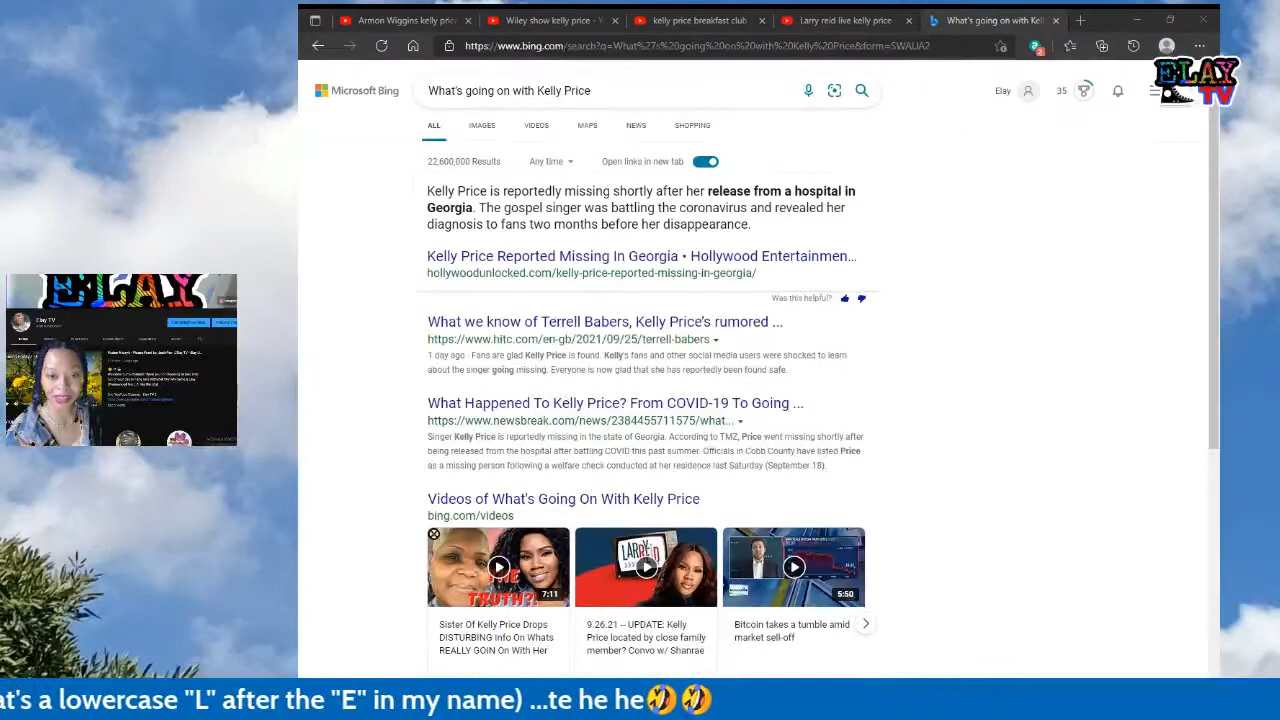 Armon Wiggins kelly price
Wiley show kelly price - Y
kelly price breakfast club
Larry reid live kelly price
What's going on with Kell
https://www.bing.com/search?q=What%27s%20going%20on%20with%20Kelly%20Price&form=SWAUA2
2
ELAY
TV
Microsoft Bing
What's going on with Kelly Price
Elay
35
ALL IMAGES VIDEOS MAPS NEWS SHOPPING
22,600,000 Results Any time Open links in new tab
Kelly Price is reportedly missing shortly after her release from a hospital in
Georgia. The gospel singer was battling the coronavirus and revealed her
diagnosis to fans two months before her disappearance.
Kelly Price Reported Missing In Georgia • Hollywood Entertainmen...
hollywoodunlocked.com/kelly-price-reported-missing-in-georgia/
Was this helpful?
What we know of Terrell Babers, Kelly Price's rumored ...
https://www.hitc.com/en-gb/2021/09/25/terrell-babers
1 day ago · Fans are glad Kelly Price is found. Kelly's fans and other social media users were shocked to learn
about the singer going missing. Everyone is now glad that she has reportedly been found safe.
What Happened To Kelly Price? From COVID-19 To Going ...
https://www.newsbreak.com/news/2384455711575/what...
Singer Kelly Price is reportedly missing in the state of Georgia. According to TMZ, Price went missing shortly after
being released from the hospital after battling COVID this past summer. Officials in Cobb County have listed Price
as a missing person following a welfare check conducted at her residence last Saturday (September 18).
Videos of What's Going On With Kelly Price
bing.com/videos
THE
TRUTH?
7:11
LARRY
REID
5:50
Sister Of Kelly Price Drops
DISTURBING Info On Whats
REALLY GOIN On With Her
9.26.21 -- UPDATE: Kelly
Price located by close family
member? Convo w/ Shanrae
Bitcoin takes a tumble amid
market sell-off
ELAY
Elay TV
at's a lowercase "L" after the "E" in my name) ...te he he🤣🤣